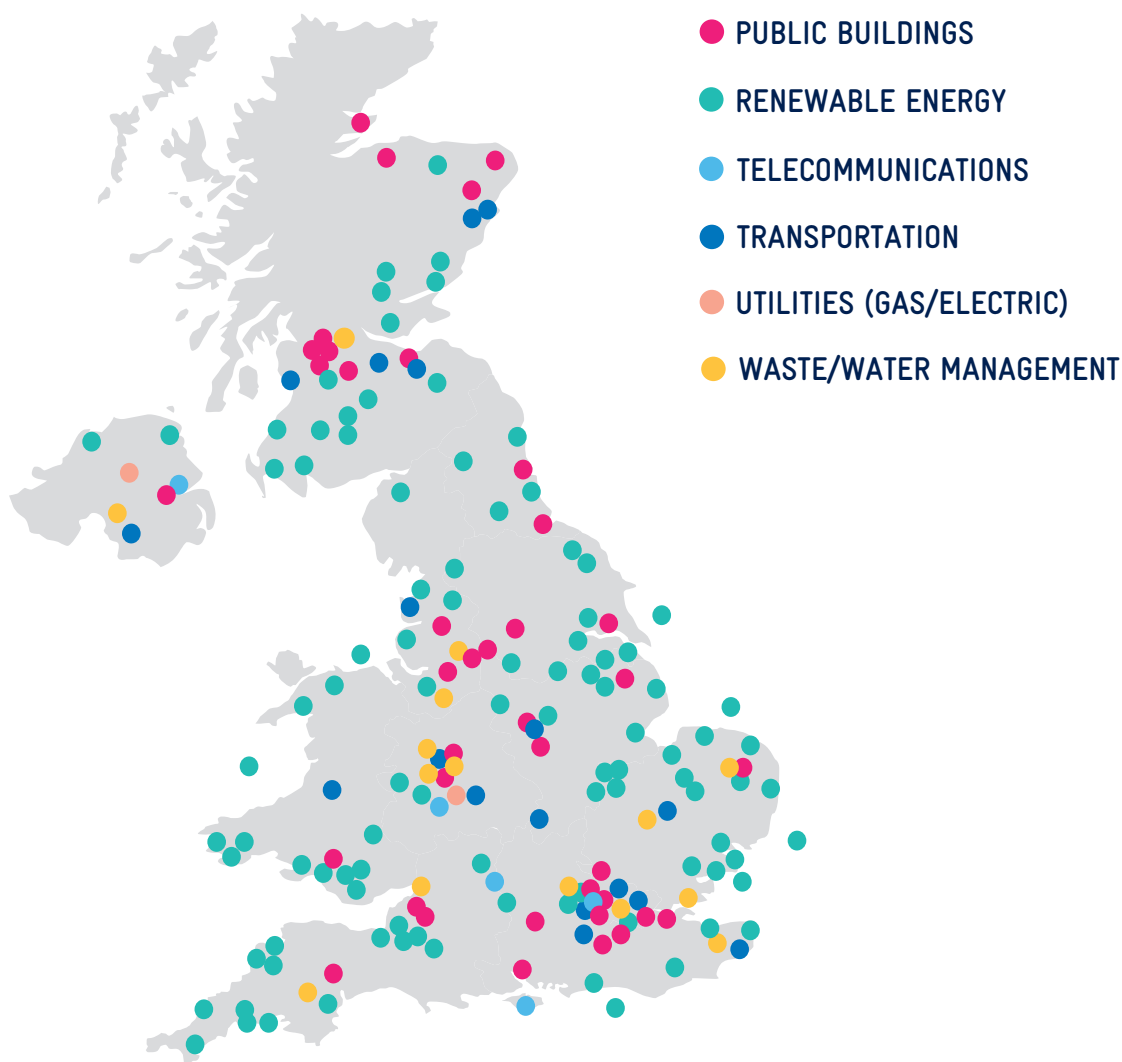 PUBLIC BUILDINGS
RENEWABLE ENERGY
TELECOMMUNICATIONS
TRANSPORTATION
UTILITIES (GAS/ELECTRIC)
WASTE/WATER MANAGEMENT